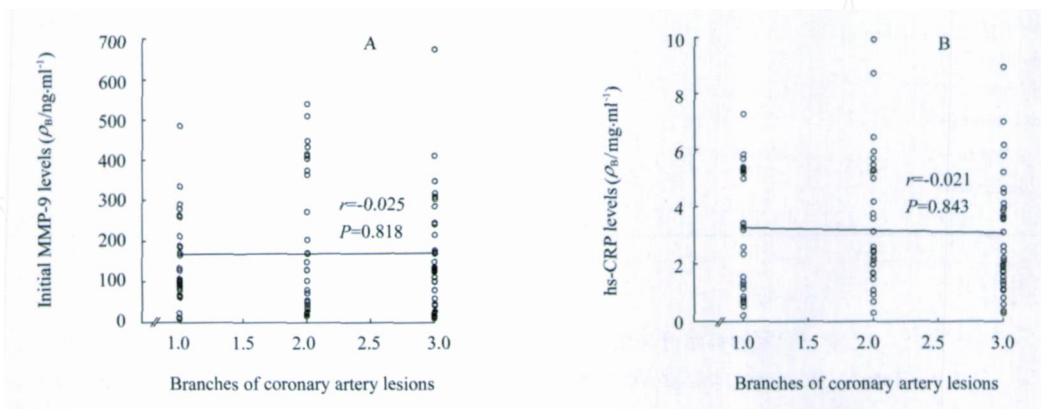 A
Initial MMP-9 levels (ρB/ng·ml⁻¹)
700
600
500
400
300
200
100
0
r=-0.025
P=0.818
1.0 1.5 2.0 2.5 3.0
Branches of coronary artery lesions
B
hs-CRP levels (ρB/mg·ml⁻¹)
10
8
6
4
2
0
r=-0.021
P=0.843
1.0 1.5 2.0 2.5 3.0
Branches of coronary artery lesions